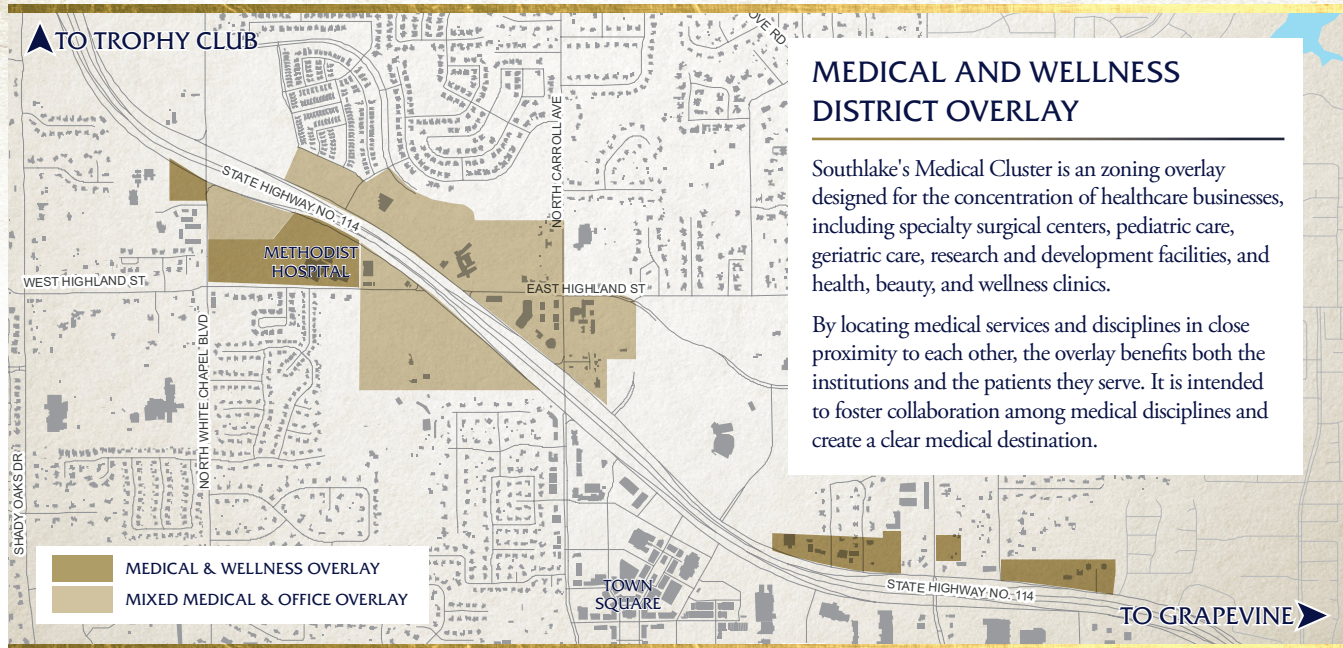 TO TROPHY CLUB
OVE RD
MEDICAL AND WELLNESS
DISTRICT OVERLAY
Southlake's Medical Cluster is an zoning overlay
designed for the concentration of healthcare businesses,
including specialty surgical centers, pediatric care,
geriatric care, research and development facilities, and
health, beauty, and wellness clinics.
By locating medical services and disciplines in close
proximity to each other, the overlay benefits both the
institutions and the patients they serve. It is intended
to foster collaboration among medical disciplines and
create a clear medical destination.
NORTH CARROLL AVE
STATE HIGHWAY NO. 114
METHODIST
HOSPITAL
WEST HIGHLAND ST
EAST HIGHLAND ST
NORTH WHITE CHAPEL BLVD
SHADY OAKS DR
MEDICAL & WELLNESS OVERLAY
MIXED MEDICAL & OFFICE OVERLAY
TOWN
SQUARE
STATE HIGHWAY NO. 114
TO GRAPEVINE